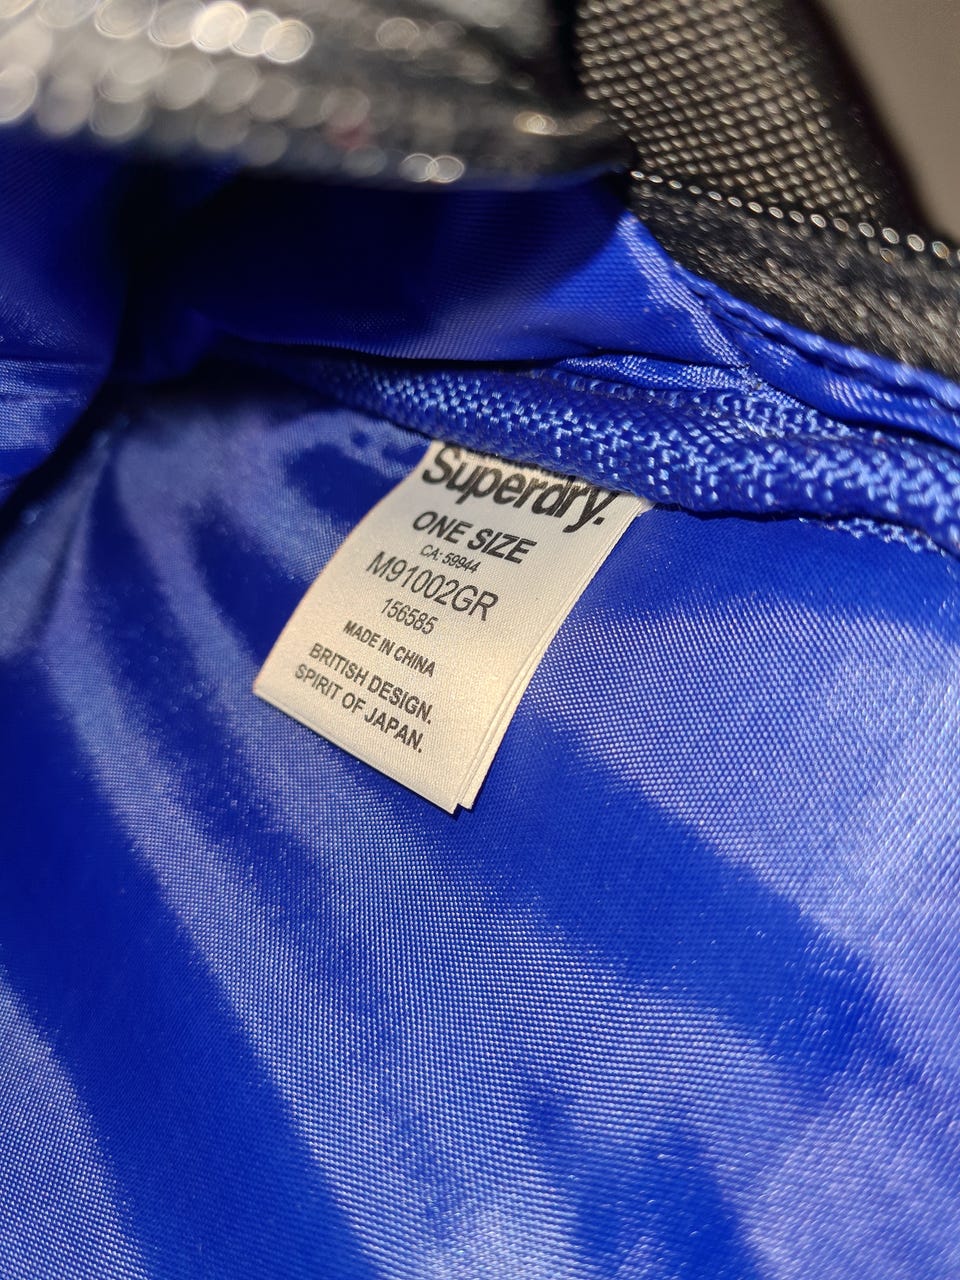 Superdry.
ONE SIZE
CA: 59944
M91002GR
156585
MADE IN CHINA
BRITISH DESIGN.
SPIRIT OF JAPAN.